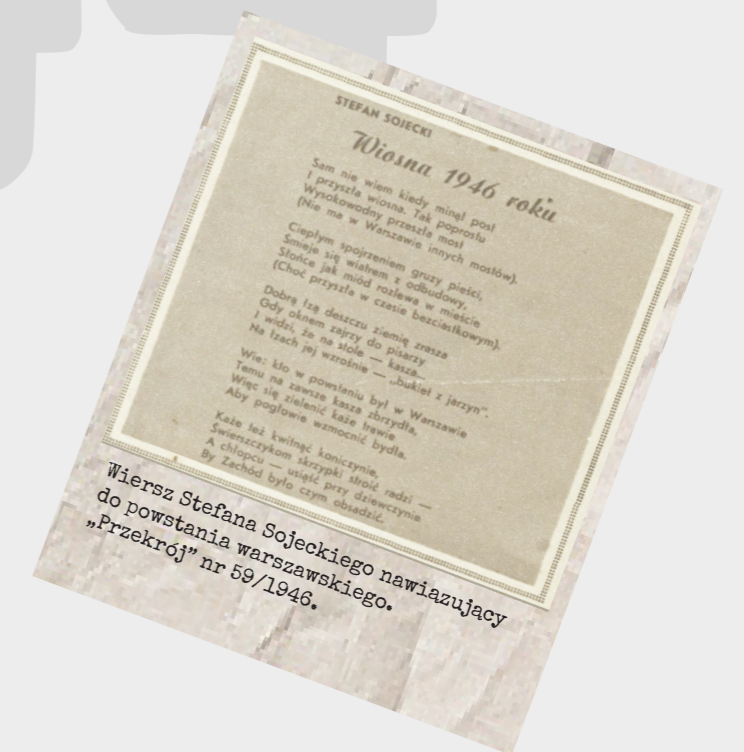 STEFAN SOJECKI
Wiosna 1946 roku
Sam nie wiem kiedy minął post
I przyszła wiosna. Tak poprostu
Wysokowodny przeszła most
(Nie ma w Warszawie innych mostów).
Ciepłym spojrzeniem gruzy pieści,
Śmieje się wiatrem z odbudowy,
Słońce jak miód rozlewa w mieście
(Choć przyszła w czasie bezciastkowym).
Dobrą łzą deszczu ziemię zrasza
Gdy oknem zajrzy do pisarzy
I widzi, że na stole — kasza...
Na łzach jej wzrośnie — „bukiet z jarzyn".
Wie: kto w powstaniu był w Warszawie
Temu na zawsze kasza zbrzydła,
Więc się zielenić każe trawie
Aby pogłowie wzmocnić bydła.
Każe też kwitnąć koniczynie,
Świerszczykom skrzypki stroić radzi —
A chłopcu — usiąść przy dziewczynie
By Zachód było czym obsadzić.
Wiersz Stefana Sojeckiego nawiązujący
do powstania warszawskiego.
„Przekrój” nr 59/1946.